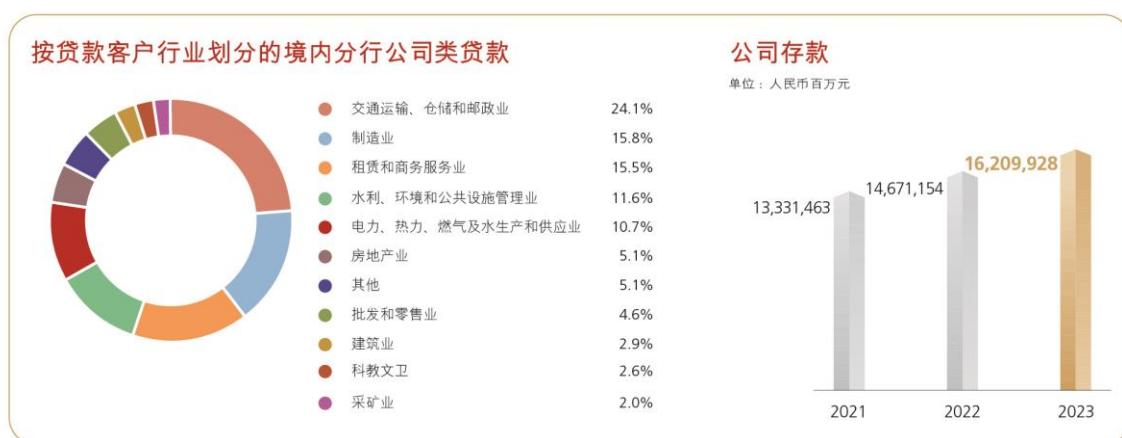 按贷款客户行业划分的境内分行公司类贷款
交通运输、仓储和邮政业 24.1%
制造业 15.8%
租赁和商务服务业 15.5%
水利、环境和公共设施管理业 11.6%
电力、热力、燃气及水生产和供应业 10.7%
房地产业 5.1%
其他 5.1%
批发和零售业 4.6%
建筑业 2.9%
科教文卫 2.6%
采矿业 2.0%
公司存款
单位：人民币百万元
13,331,463
14,671,154
16,209,928
2021 2022 2023